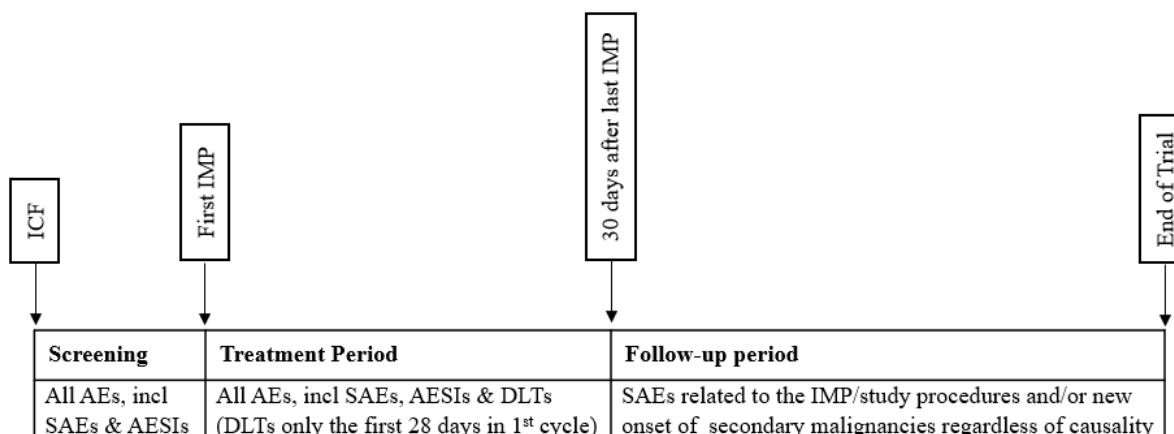 ICF
First IMP
30 days after last IMP
End of Trial
Screening
Treatment Period
Follow-up period
All AEs, incl
SAEs & AESIs
All AEs, incl SAEs, AESIs & DLTs
(DLTs only the first 28 days in 1st cycle)
SAEs related to the IMP/study procedures and/or new
onset of secondary malignancies regardless of causality